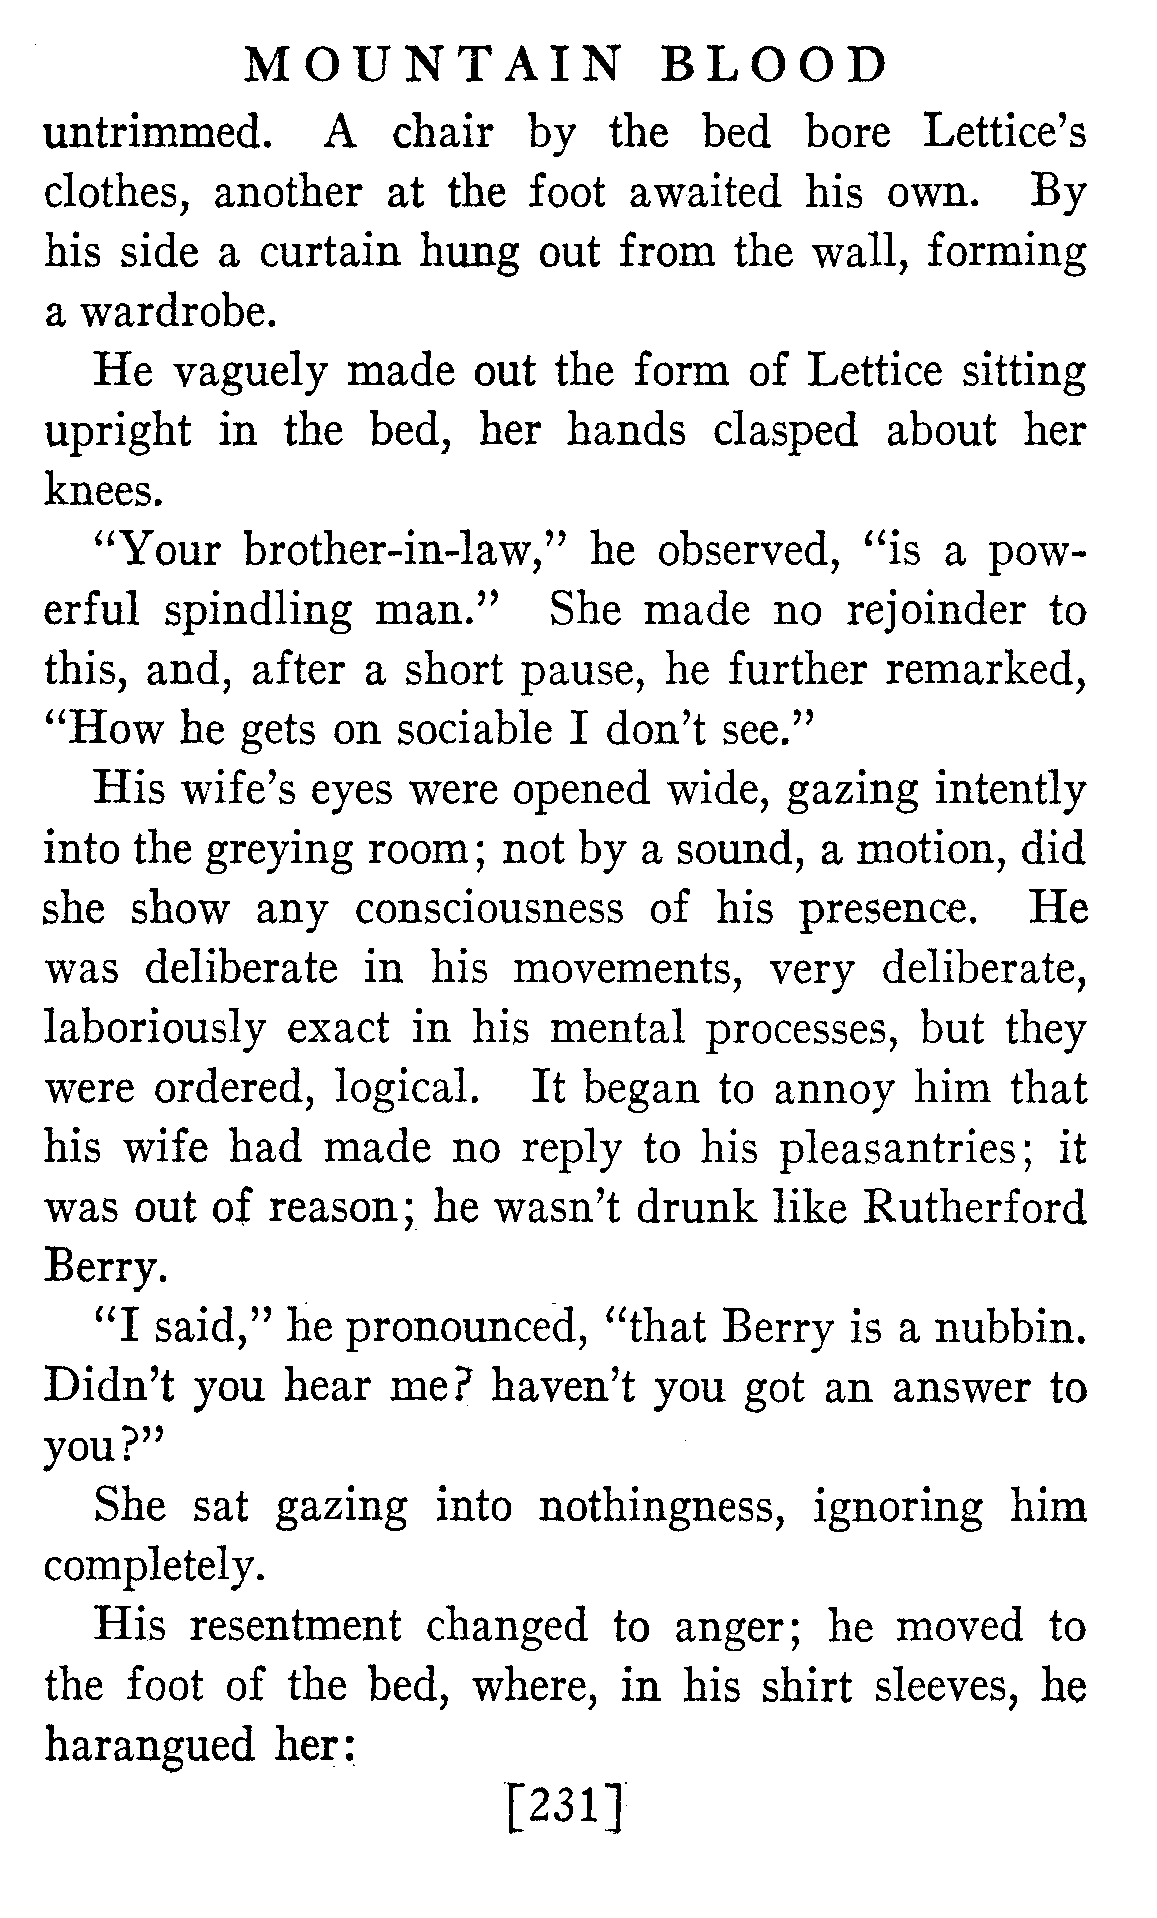 MOUNTAIN BLOOD
untrimmed. A chair by the bed bore Lettice's
clothes, another at the foot awaited his own. By
his side a curtain hung out from the wall, forming
a wardrobe.
He vaguely made out the form of Lettice sitting
upright in the bed, her hands clasped about her
knees.
“Your brother-in-law,” he observed, “is a pow-
erful spindling man.” She made no rejoinder to
this, and, after a short pause, he further remarked,
“How he gets on sociable I don't see.”
His wife's eyes were opened wide, gazing intently
into the greying room; not by a sound, a motion, did
she show any consciousness of his presence. He
was deliberate in his movements, very deliberate,
laboriously exact in his mental processes, but they
were ordered, logical. It began to annoy him that
his wife had made no reply to his pleasantries; it
was out of reason; he wasn't drunk like Rutherford
Berry.
“I said,” he pronounced, “that Berry is a nubbin.
Didn't you hear me? haven't you got an answer to
you?”
She sat gazing into nothingness, ignoring him
completely.
His resentment changed to anger; he moved to
the foot of the bed, where, in his shirt sleeves, he
harangued her:
[231]